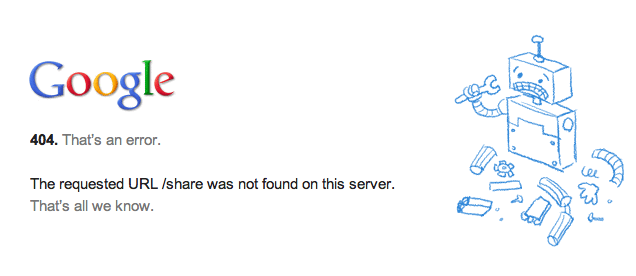 Google
404. That's an error.
The requested URL /share was not found on this server.
That's all we know.